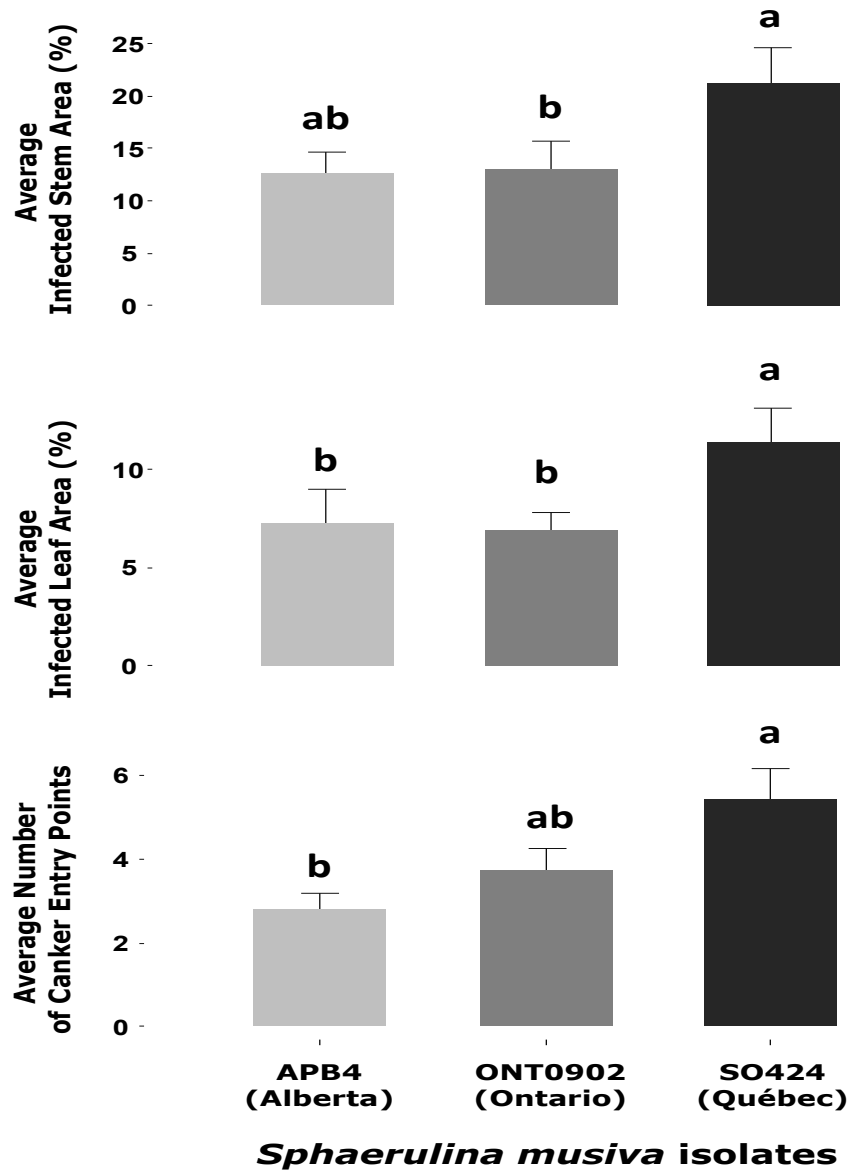 Average
Infected Stem Area (%)
25
20
15
10
5
0
ab
b
a
Average
Infected Leaf Area (%)
10
5
0
b
b
a
Average Number
of Canker Entry Points
6
4
2
0
b
ab
a
APB4
(Alberta)
ONT0902
(Ontario)
SO424
(Québec)
Sphaerulina musiva isolates